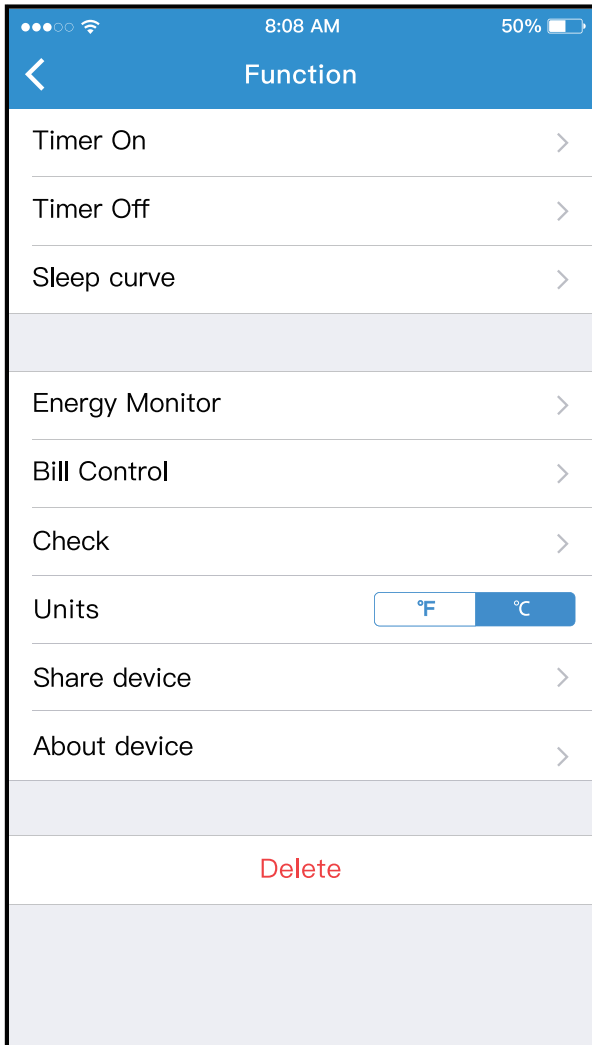 8:08 AM 50%
Function
Timer On
Timer Off
Sleep curve
Energy Monitor
Bill Control
Check
Units °F ℃
Share device
About device
Delete